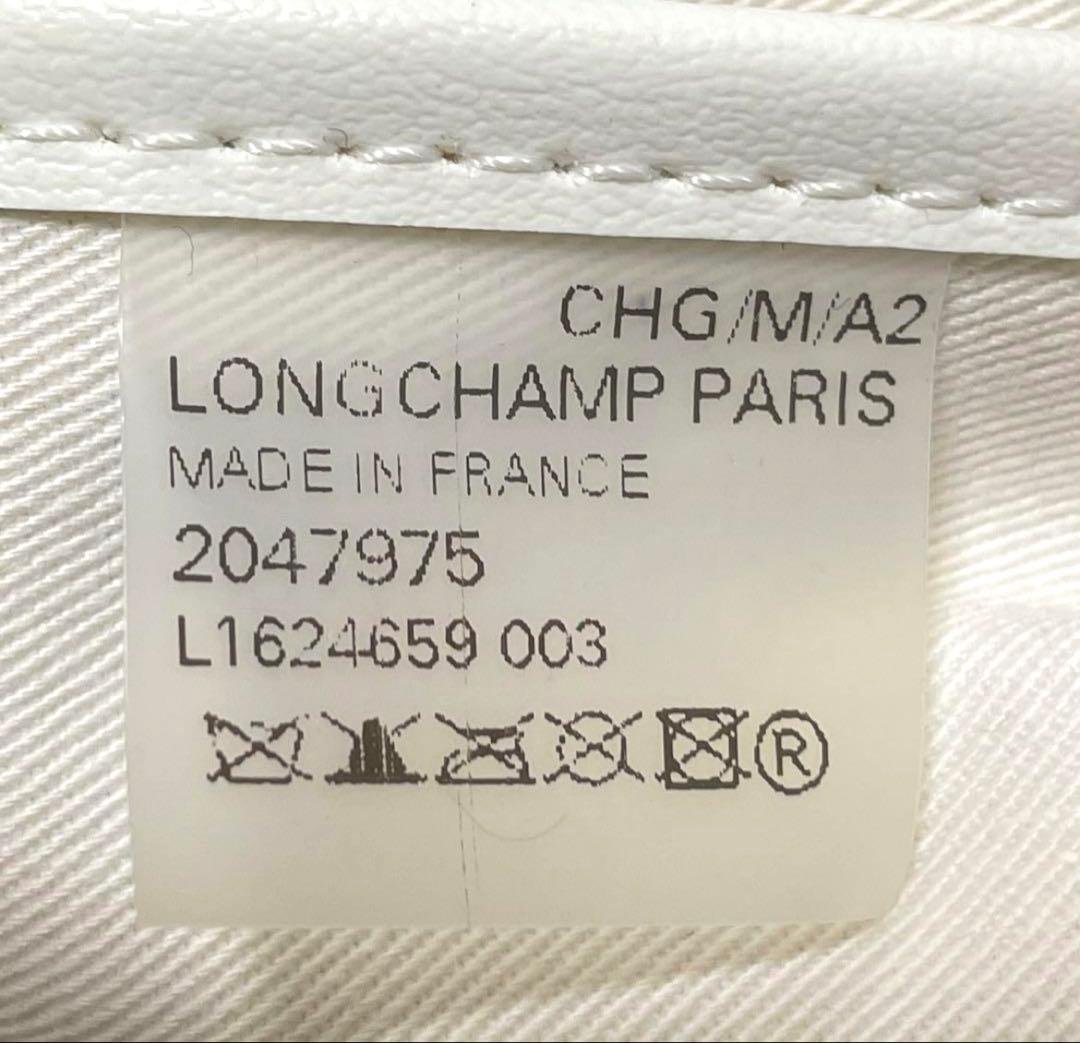 CHG/M/A2
LONGCHAMP PARIS
MADE IN FRANCE
2047975
L1624659 003
®